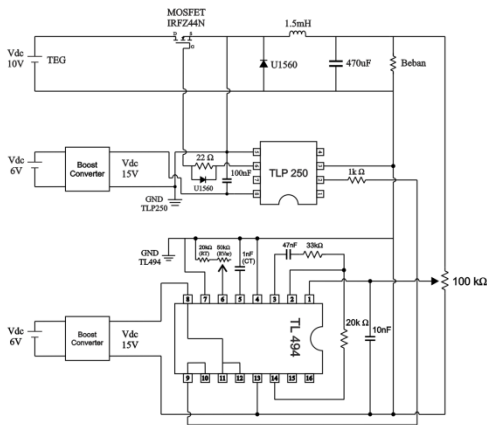 MOSFET
IRFZ44N
D
S
G
1.5mH
Vdc
10V
TEG
U1560
470uF
Beban
Vdc
6V
Boost
Converter
Vdc
15V
22 Ω
U1560
100nF
TLP 250
1k Ω
GND
TLP250
GND
TL494
20kΩ
(RT)
50kΩ
1nF
(CT)
47nF
33kΩ
100 kΩ
8
7
6
5
4
3
2
1
TL 494
20k Ω
10nF
Vdc
6V
Boost
Converter
Vdc
15V
9
10
11
12
13
14
15
16